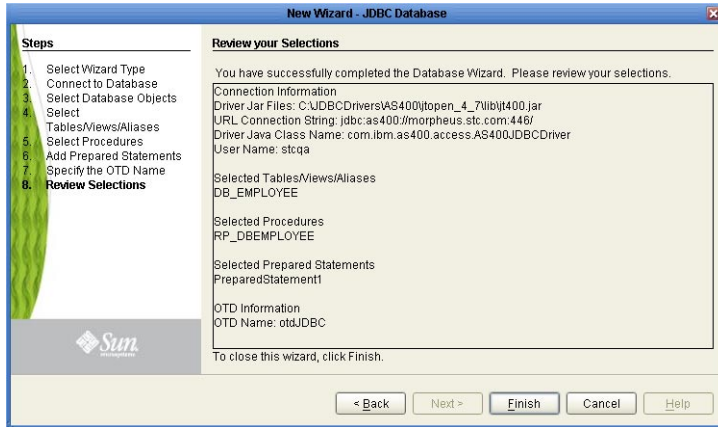 New Wizard - JDBC Database
Steps
1. Select Wizard Type
2. Connect to Database
3. Select Database Objects
4. Select
Tables/Views/Aliases
5. Select Procedures
6. Add Prepared Statements
7. Specify the OTD Name
8. Review Selections
Sun
microsystems
Review your Selections
You have successfully completed the Database Wizard. Please review your selections.
Connection Information
Driver Jar Files: C:\JDBCDrivers\AS400\jtopen_4_7\lib\jt400.jar
URL Connection String: jdbc:as400://morpheus.stc.com:446/
Driver Java Class Name: com.ibm.as400.access.AS400JDBCDriver
User Name: stcqa
Selected Tables/Views/Aliases
DB_EMPLOYEE
Selected Procedures
RP_DBEMPLOYEE
Selected Prepared Statements
PreparedStatement1
OTD Information
OTD Name: otdJDBC
To close this wizard, click Finish.
< Back
Next >
Finish
Cancel
Help